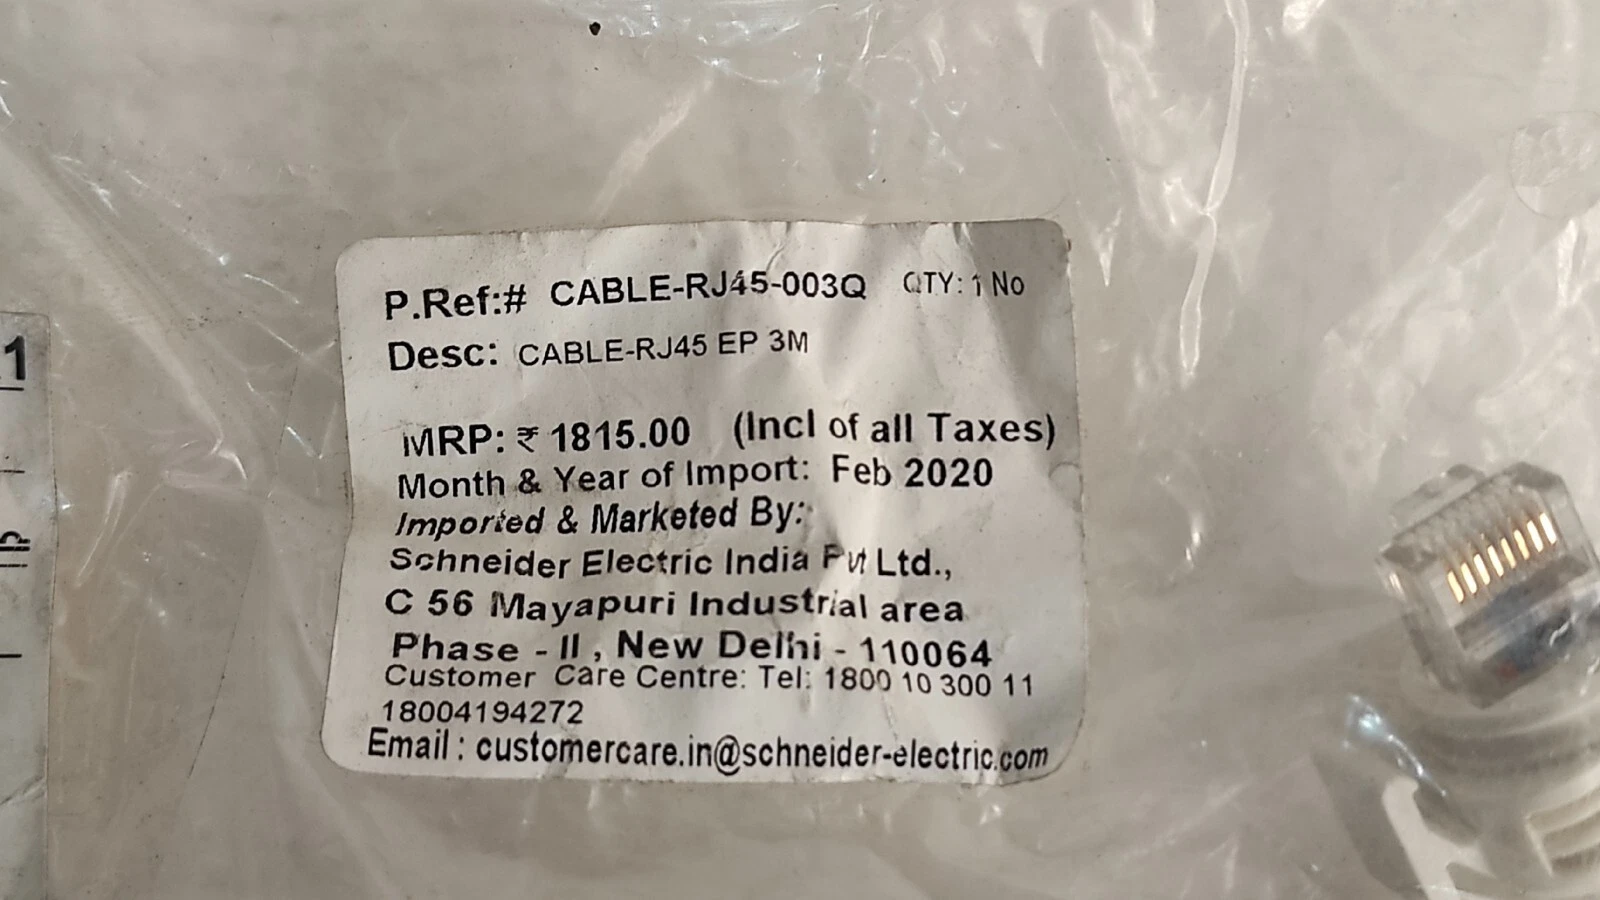 P.Ref:# CABLE-RJ45-003Q QTY: 1 No
Desc: CABLE-RJ45 EP 3M
MRP: ₹ 1815.00 (Incl of all Taxes)
Month & Year of Import: Feb 2020
Imported & Marketed By:
Schneider Electric India Pvt Ltd.,
C 56 Mayapuri Industrial area
Phase - II , New Delhi - 110064
Customer Care Centre: Tel: 1800 10 300 11
18004194272
Email : customercare.in@schneider-electric.com
1